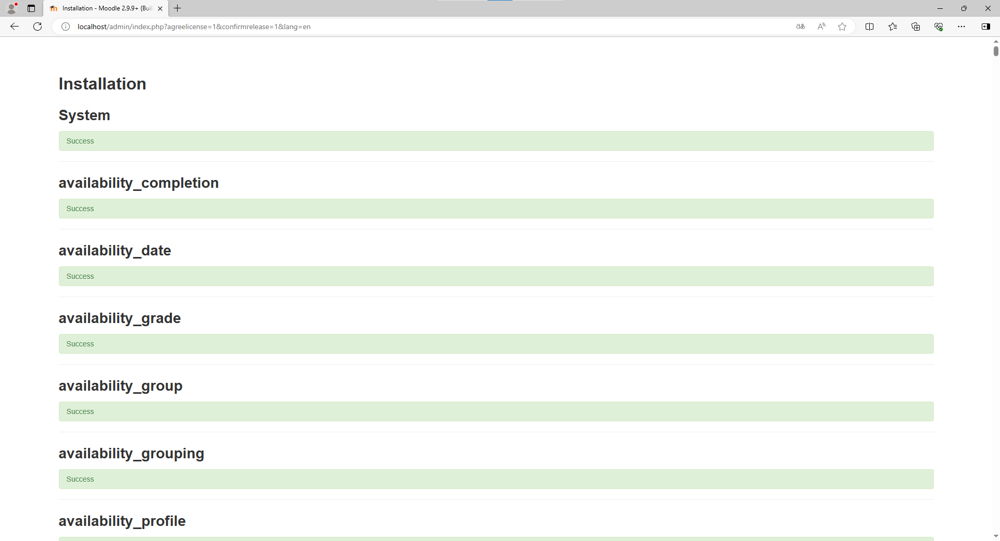 Installation - Moodle 2.9.9+ (Buil
localhost/admin/index.php?agreelicense=1&confirmrelease=1&lang=en
Installation
System
Success
availability_completion
Success
availability_date
Success
availability_grade
Success
availability_group
Success
availability_grouping
Success
availability_profile